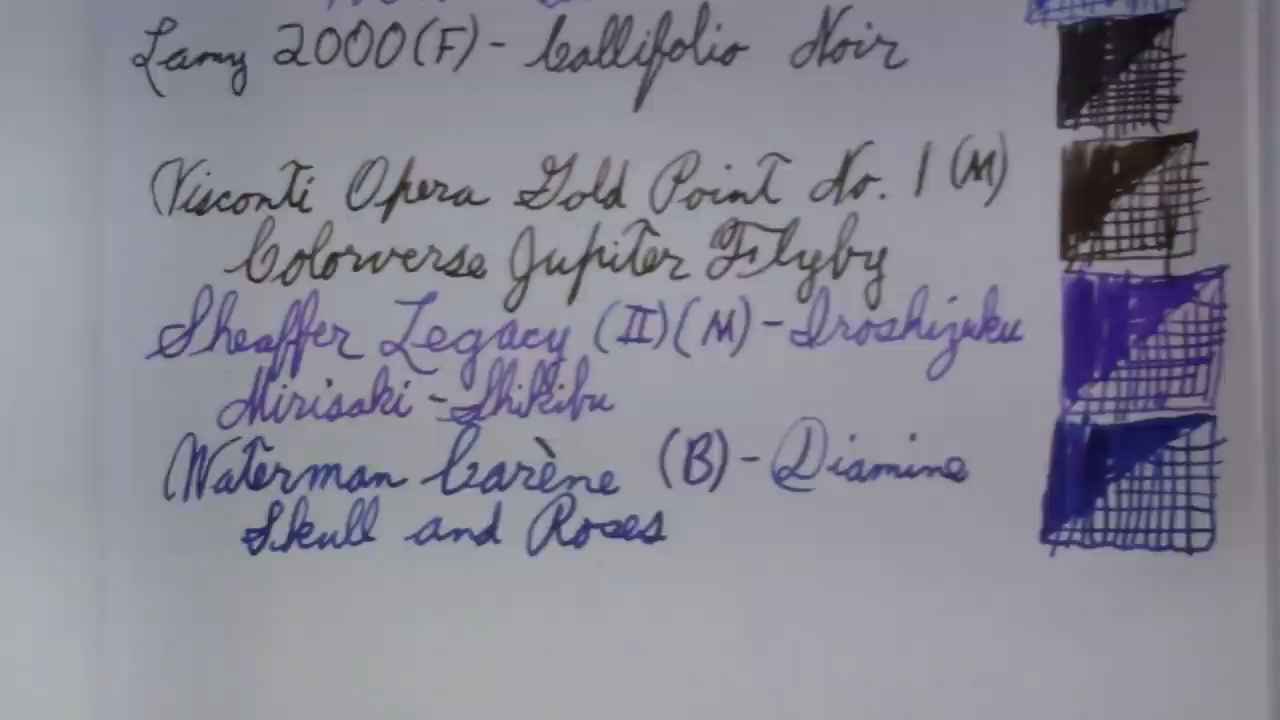 Lamy 2000 (F) - Callifolio Noir
Visconti Opera Gold Point No. 1 (M)
Colorverse Jupiter Flyby
Sheaffer Legacy (II) (M) - Iroshizuku
Mirisaki - Shikibu
Waterman Carène (B) - Diamine
Skull and Roses